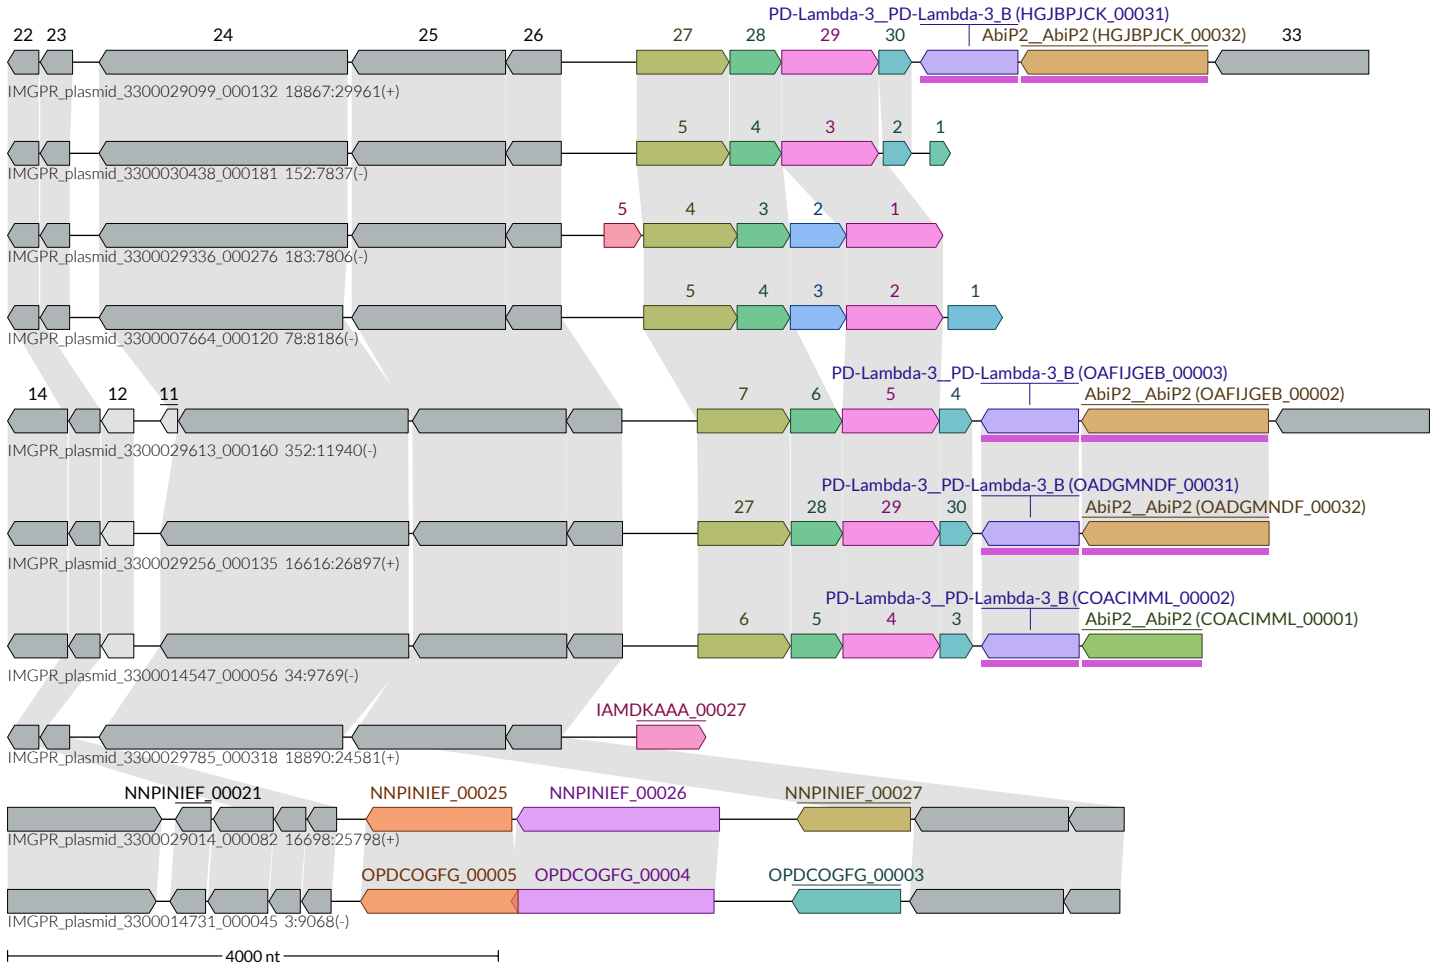 PD-Lambda-3__PD-Lambda-3_B (HGJBPJCK_00031)
22 23 24 25 26 27 28 29 30 AbiP2__AbiP2 (HGJBPJCK_00032) 33
IMGPR_plasmid_3300029099_000132 18867:29961(+)
5 4 3 2 1
IMGPR_plasmid_3300030438_000181 152:7837(-)
5 4 3 2 1
IMGPR_plasmid_3300029336_000276 183:7806(-)
5 4 3 2 1
IMGPR_plasmid_3300007664_000120 78:8186(-)
PD-Lambda-3__PD-Lambda-3_B (OAFIJGEB_00003)
14 12 11 7 6 5 4 AbiP2__AbiP2 (OAFIJGEB_00002)
IMGPR_plasmid_3300029613_000160 352:11940(-)
PD-Lambda-3__PD-Lambda-3_B (OADGMNDF_00031)
27 28 29 30 AbiP2__AbiP2 (OADGMNDF_00032)
IMGPR_plasmid_3300029256_000135 16616:26897(+)
PD-Lambda-3__PD-Lambda-3_B (COACIMML_00002)
6 5 4 3 AbiP2__AbiP2 (COACIMML_00001)
IMGPR_plasmid_3300014547_000056 34:9769(-)
IAMDKAAA_00027
IMGPR_plasmid_3300029785_000318 18890:24581(+)
NNPINIEF_00021 NNPINIEF_00025 NNPINIEF_00026 NNPINIEF_00027
IMGPR_plasmid_3300029014_000082 16698:25798(+)
OPDCOGFG_00005 OPDCOGFG_00004 OPDCOGFG_00003
IMGPR_plasmid_3300014731_000045 3:9068(-)
4000 nt